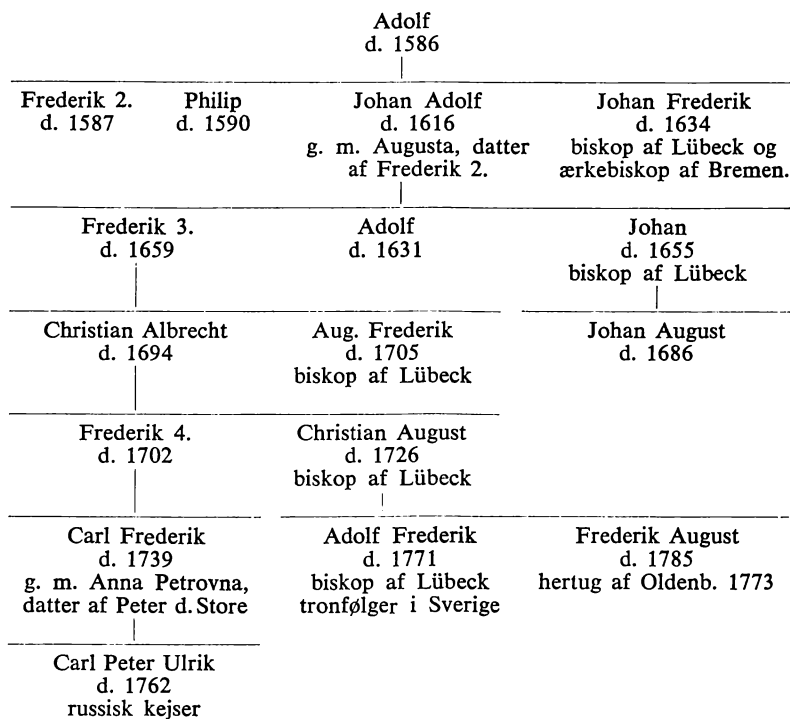 Adolf
d. 1586
Frederik 2. Philip Johan Adolf Johan Frederik
d. 1587 d. 1590 d. 1616 d. 1634
g. m. Augusta, datter biskop af Lübeck og
af Frederik 2. ærkebiskop af Bremen.
Frederik 3. Adolf Johan
d. 1659 d. 1631 d. 1655
biskop af Lübeck
Christian Albrecht Aug. Frederik Johan August
d. 1694 d. 1705 d. 1686
biskop af Lübeck
Frederik 4. Christian August
d. 1702 d. 1726
biskop af Lübeck
Carl Frederik Adolf Frederik Frederik August
d. 1739 d. 1771 d. 1785
g. m. Anna Petrovna, biskop af Lübeck hertug af Oldenb. 1773
datter af Peter d. Store tronfølger i Sverige
Carl Peter Ulrik
d. 1762
russisk kejser